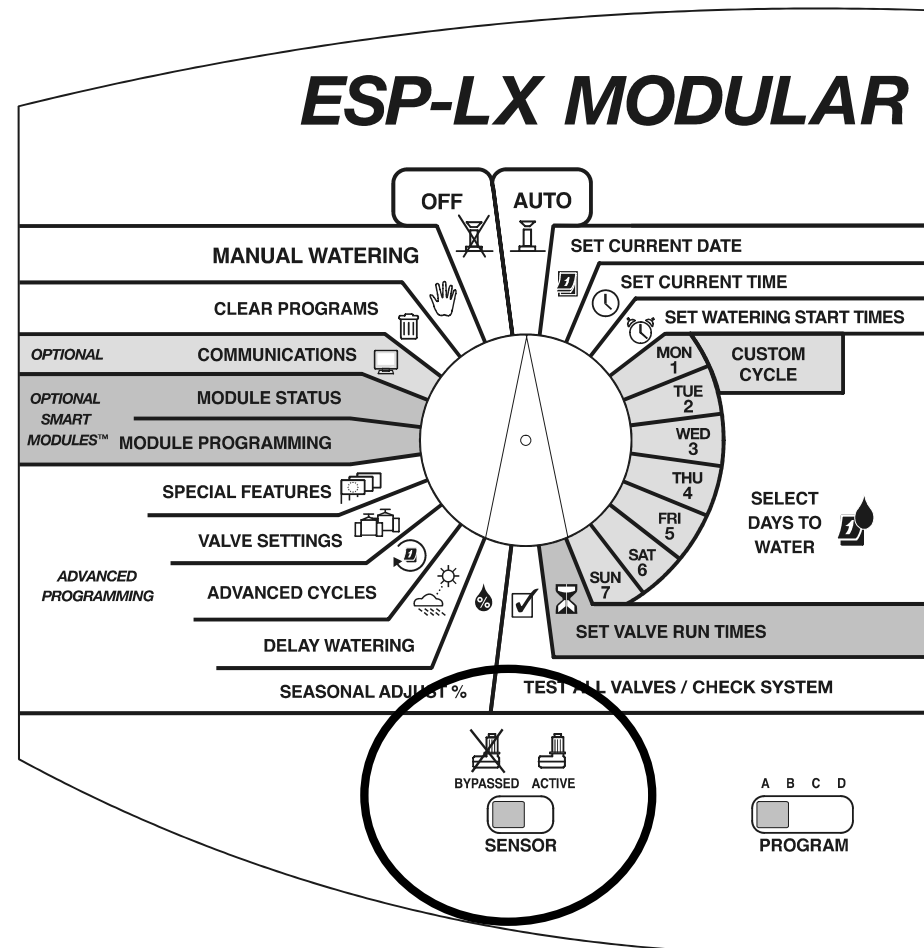 ESP-LX MODULAR
OFF
AUTO
MANUAL WATERING
SET CURRENT DATE
CLEAR PROGRAMS
SET CURRENT TIME
SET WATERING START TIMES
OPTIONAL
COMMUNICATIONS
MON
1
CUSTOM
CYCLE
OPTIONAL
SMART
MODULES™
MODULE STATUS
MODULE PROGRAMMING
TUE
2
WED
3
THU
4
FRI
5
SAT
6
SUN
7
SELECT
DAYS TO
WATER
SPECIAL FEATURES
VALVE SETTINGS
ADVANCED
PROGRAMMING
ADVANCED CYCLES
DELAY WATERING
SEASONAL ADJUST %
SET VALVE RUN TIMES
TEST ALL VALVES / CHECK SYSTEM
BYPASSED ACTIVE
SENSOR
A B C D
PROGRAM
1
1
1
%